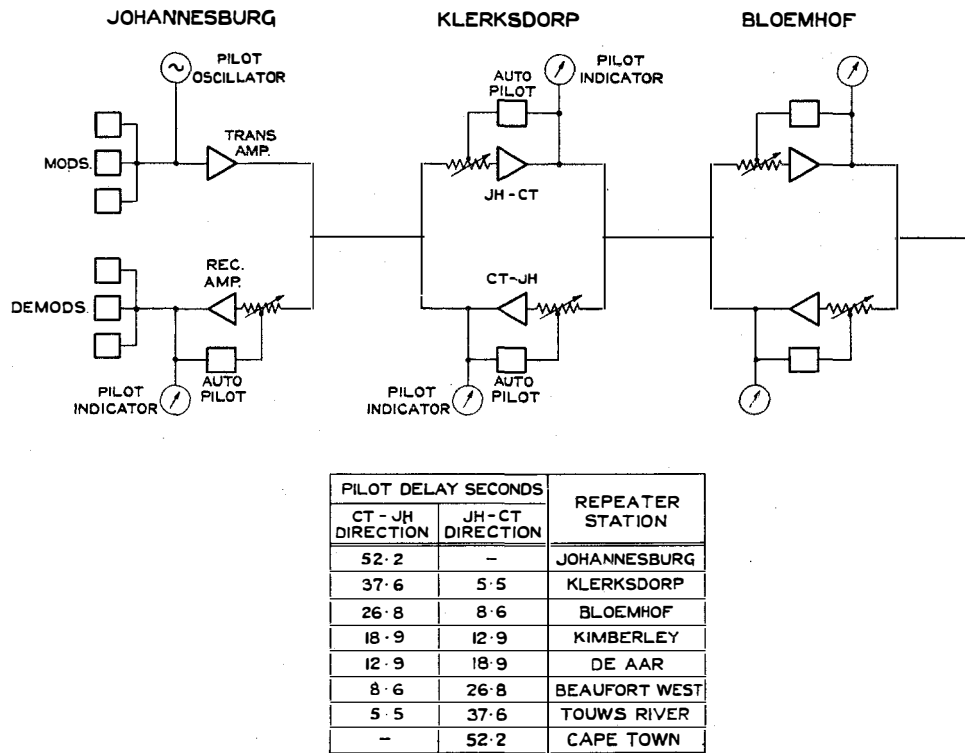 JOHANNESBURG
KLERKSDORP
BLOEMHOF
PILOT
OSCILLATOR
AUTO
PILOT
PILOT
INDICATOR
MODS.
TRANS
AMP.
JH-CT
DEMODS.
REC.
AMP.
CT-JH
PILOT
INDICATOR
AUTO
PILOT
PILOT
INDICATOR
AUTO
PILOT
PILOT DELAY SECONDS
REPEATER
STATION
CT-JH
DIRECTION
JH-CT
DIRECTION
52·2 - JOHANNESBURG
37·6 5·5 KLERKSDORP
26·8 8·6 BLOEMHOF
18·9 12·9 KIMBERLEY
12·9 18·9 DE AAR
8·6 26·8 BEAUFORT WEST
5·5 37·6 TOUWS RIVER
- 52·2 CAPE TOWN